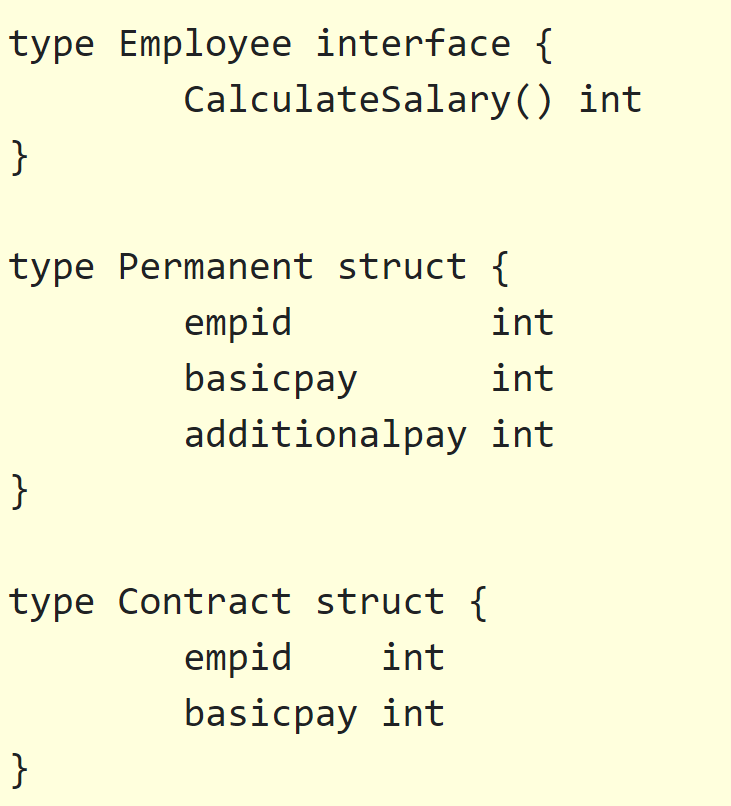 type Employee interface {
        CalculateSalary() int
}

type Permanent struct {
        empid         int
        basicpay      int
        additionalpay int
}

type Contract struct {
        empid    int
        basicpay int
}